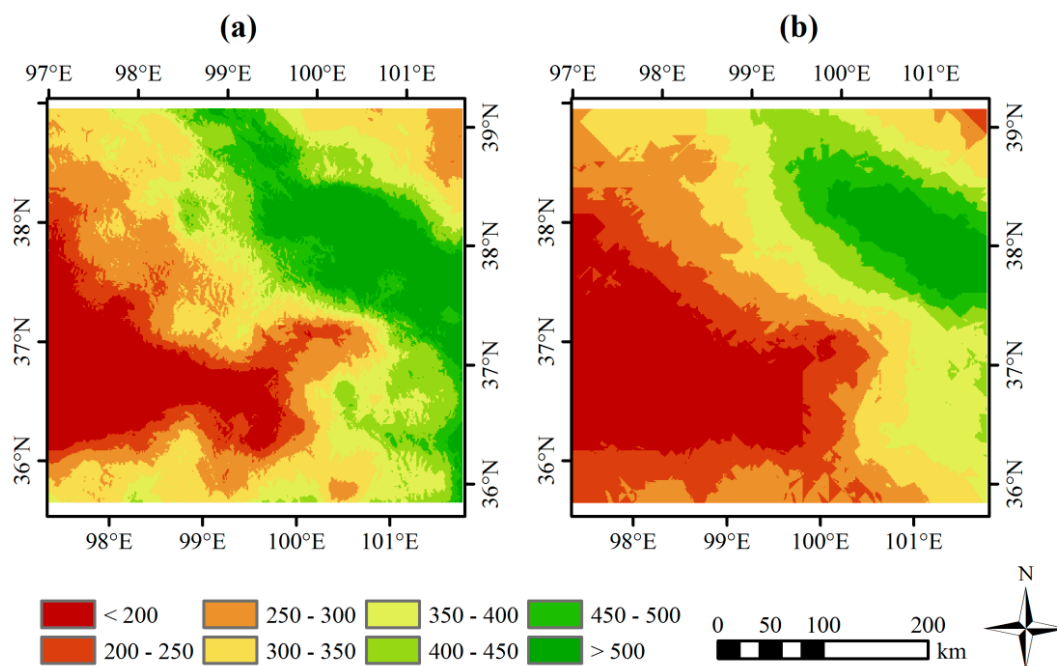 (a) (b)
97°E 98°E 99°E 100°E 101°E 97°E 98°E 99°E 100°E 101°E
39°N 39°N
38°N 38°N 38°N 38°N
37°N 37°N 37°N 37°N
36°N 36°N 36°N 36°N
98°E 99°E 100°E 101°E 98°E 99°E 100°E 101°E
< 200 250 - 300 350 - 400 450 - 500
200 - 250 300 - 350 400 - 450 > 500
0 50 100 200
km
N